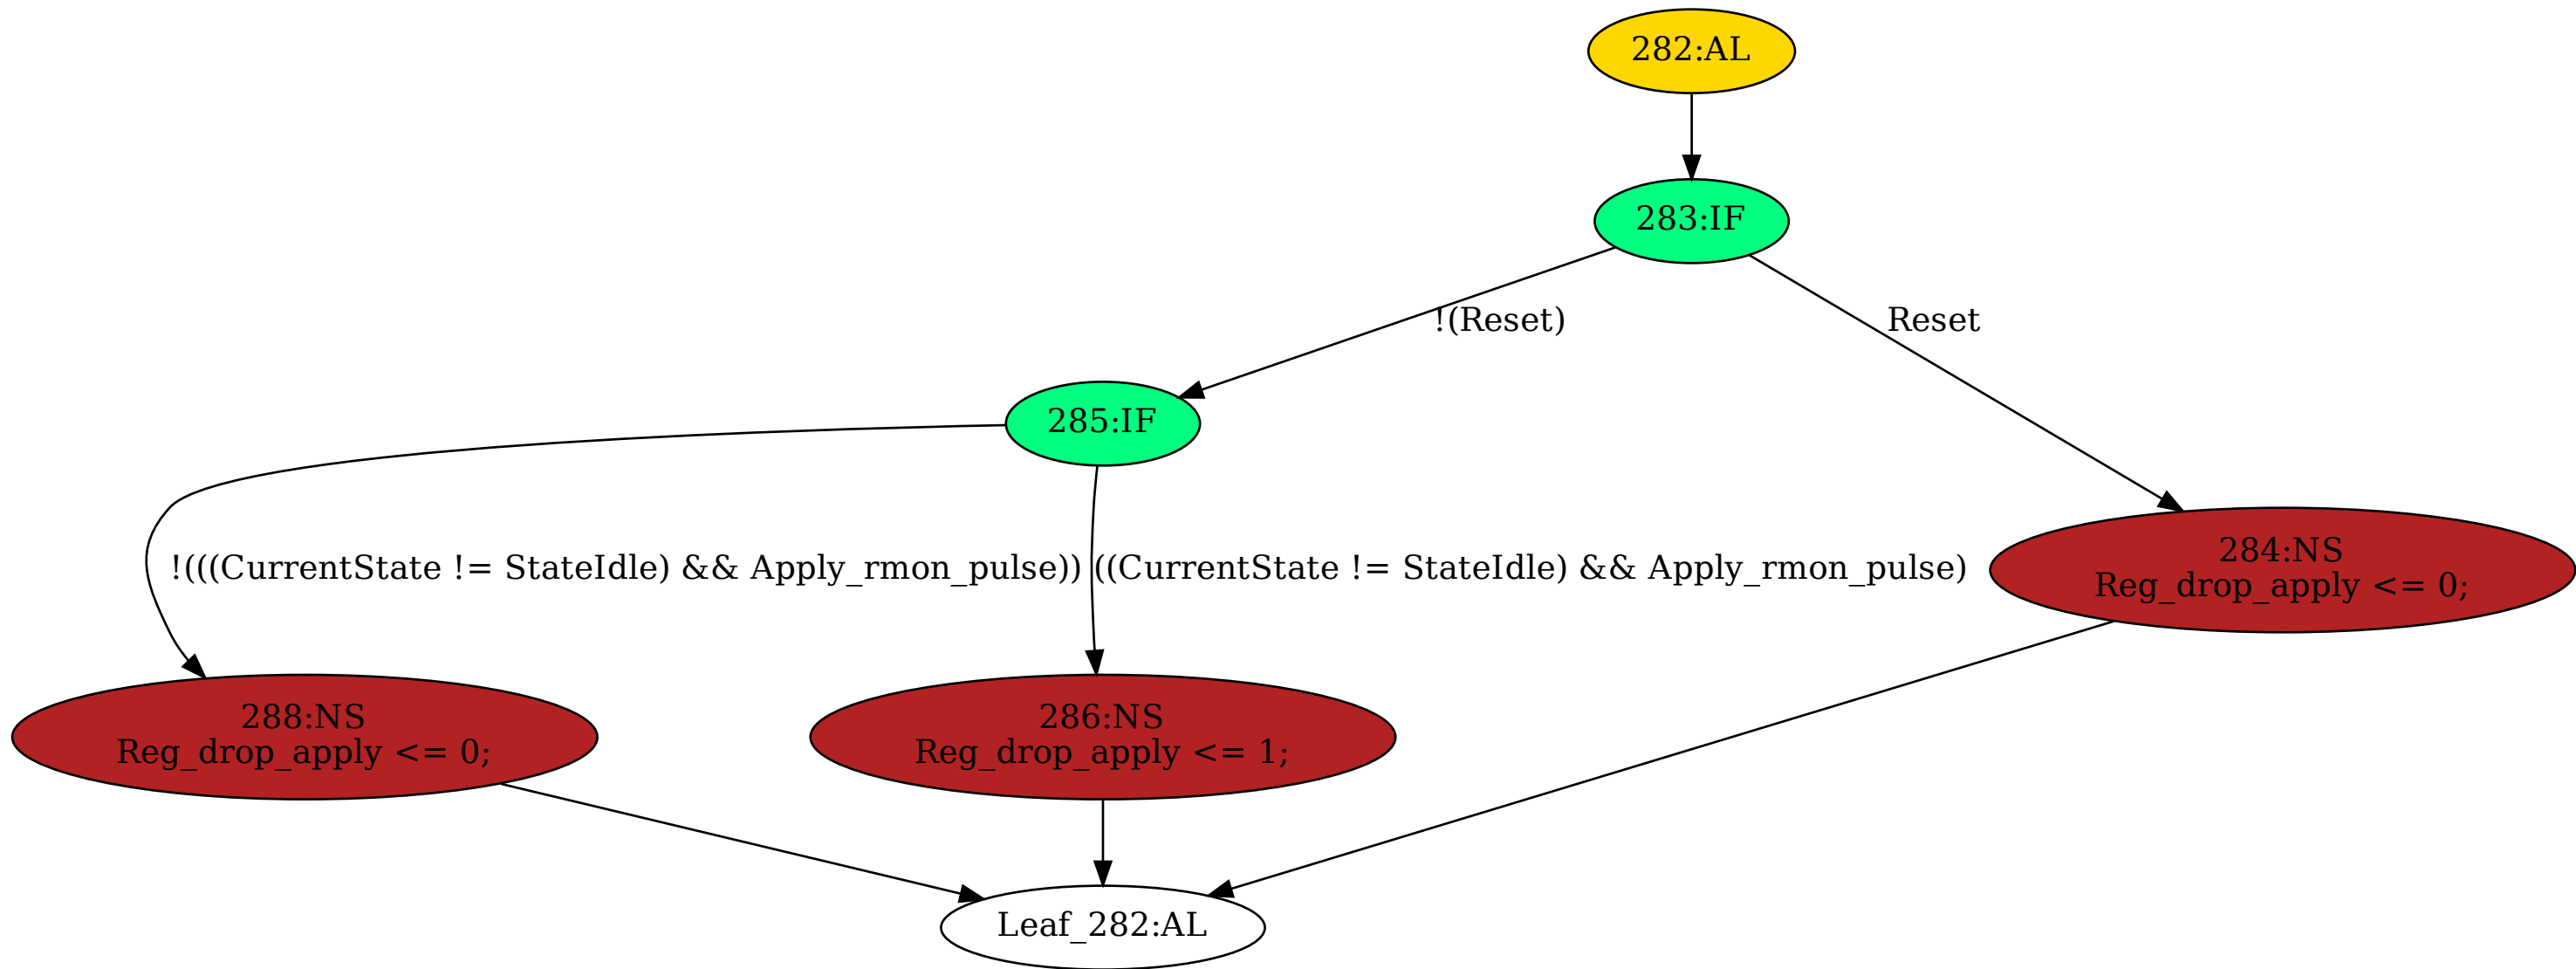 282:AL
283:IF
!(Reset)
Reset
285:IF
!(((CurrentState != StateIdle) && Apply_rmon_pulse))
((CurrentState != StateIdle) && Apply_rmon_pulse)
284:NS
Reg_drop_apply <= 0;
288:NS
Reg_drop_apply <= 0;
286:NS
Reg_drop_apply <= 1;
Leaf_282:AL